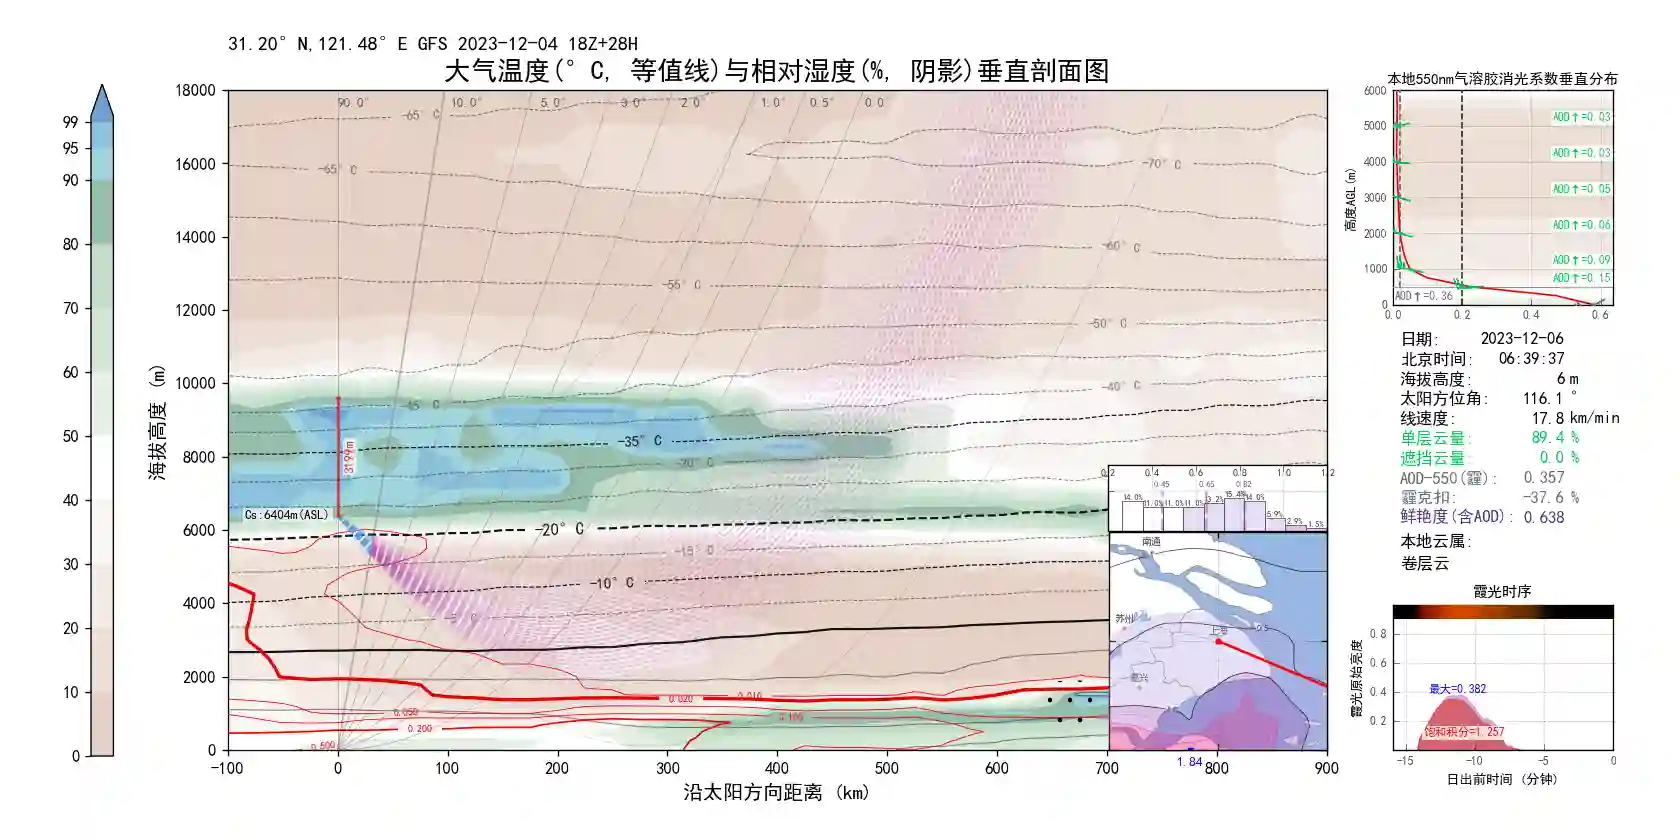 31.20° N,121.48° E GFS 2023-12-04 18Z+28H
大气温度(° C, 等值线)与相对湿度(%, 阴影)垂直剖面图
99
95
90
80
70
60
50
40
30
20
10
0
海拔高度 (m)
18000
16000
14000
12000
10000
8000
6000
4000
2000
0
90.0° 10.0° 5.0° 3.0° 2.0° 1.0° 0.5° 0.0
-65° C
-65° C
-70° C
-60° C
-55° C
-50° C
-45° C
-40° C
-35° C
-30° C
-20° C
-15° C
-10° C
-5° C
3199m
Cs:6404m(ASL)
0.020
0.010
0.050
0.100
0.200
0.500
-100 0 100 200 300 400 500 600 700 800 900
沿太阳方向距离 (km)
0.2 0.4 0.6 0.8 1.0 1.2
0.45 0.65 0.82
14.0% 11.0% 11.0% 11.0% 13.2% 15.4% 14.0% 5.9% 2.9% 1.5%
南通
苏州
上海
嘉兴
0.5
1.84
本地550nm气溶胶消光系数垂直分布
高度AGL(m)
6000
5000
4000
3000
2000
1000
0
AOD↑=0.03
AOD↑=0.03
AOD↑=0.05
AOD↑=0.06
AOD↑=0.09
AOD↑=0.15
AOD↑=0.36
0.0 0.2 0.4 0.6
日期: 2023-12-06
北京时间: 06:39:37
海拔高度: 6 m
太阳方位角: 116.1 °
线速度: 17.8 km/min
单层云量: 89.4 %
遮挡云量: 0.0 %
AOD-550(霾): 0.357
霾克扣: -37.6 %
鲜艳度(含AOD): 0.638
本地云属:
卷层云
霞光时序
霞光原始亮度
0.8
0.6
0.4
0.2
最大=0.382
饱和积分=1.257
-15 -10 -5 0
日出前时间 (分钟)